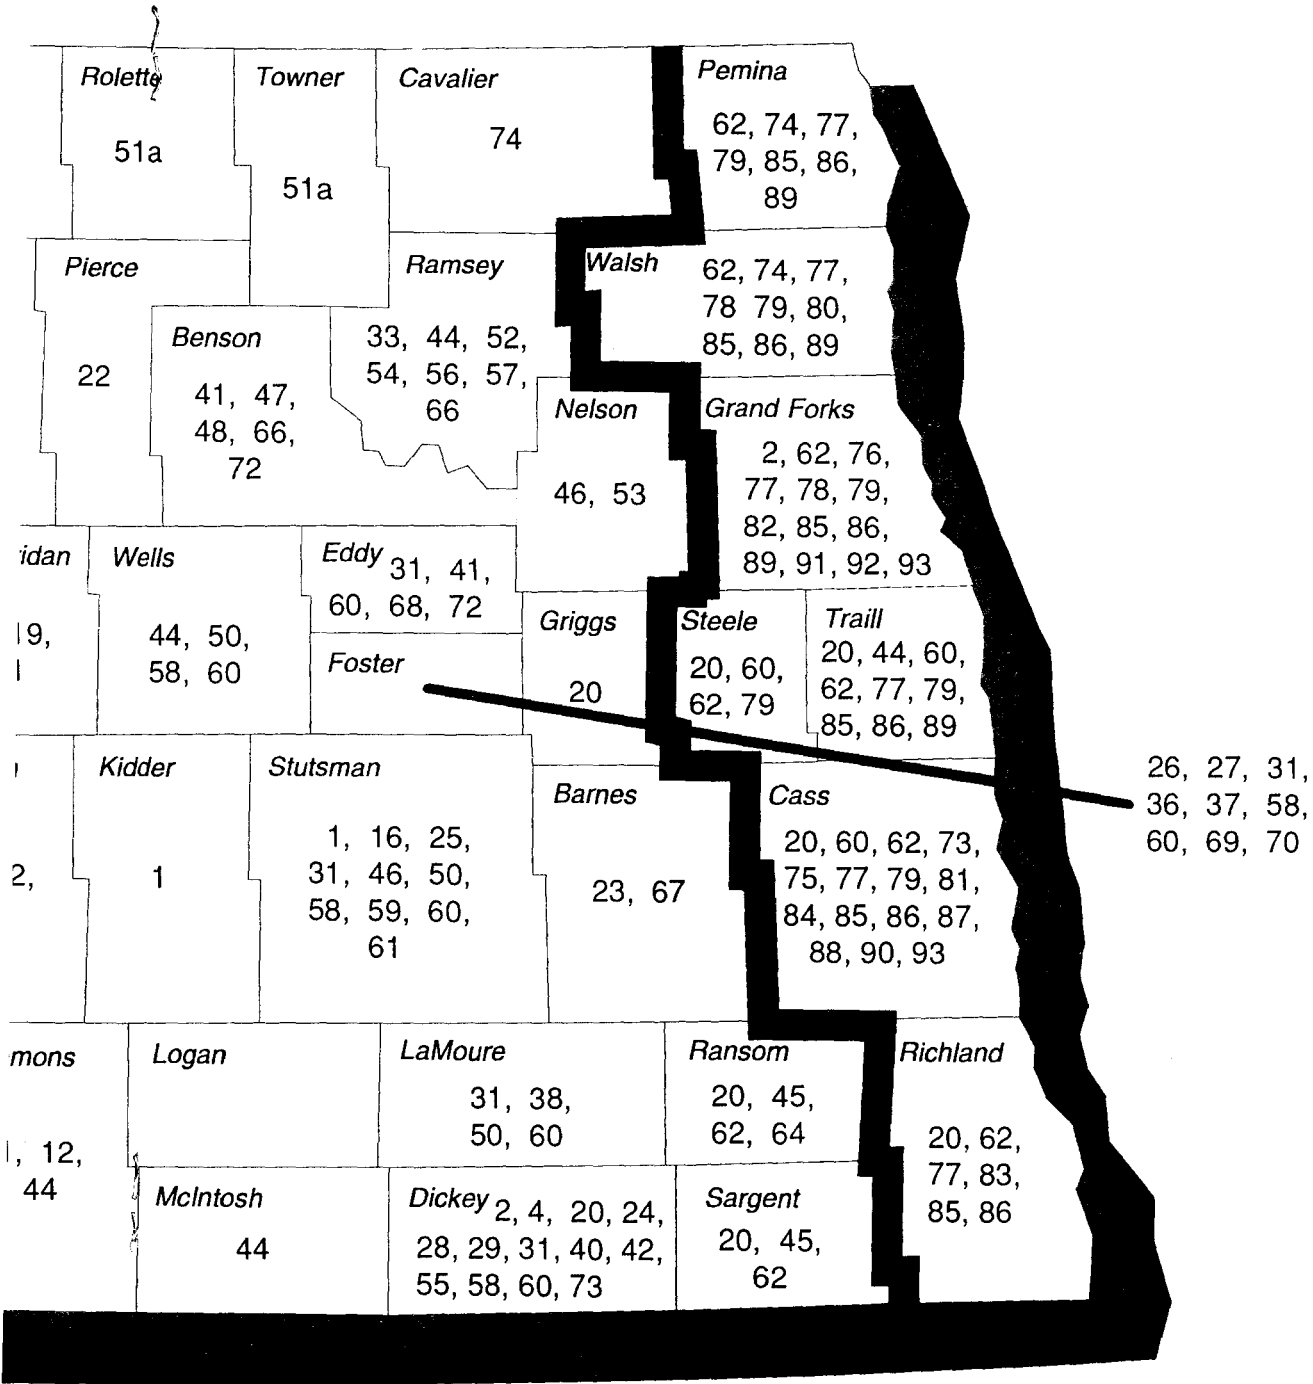 Rolette
51a
Towner
51a
Cavalier
74
Pemina
62, 74, 77,
79, 85, 86,
89
Pierce
22
Benson
41, 47,
48, 66,
72
Ramsey
33, 44, 52,
54, 56, 57,
66
Walsh
62, 74, 77,
78 79, 80,
85, 86, 89
Nelson
46, 53
Grand Forks
2, 62, 76,
77, 78, 79,
82, 85, 86,
89, 91, 92, 93
idan
9,
Wells
44, 50,
58, 60
Eddy
31, 41,
60, 68, 72
Foster
26, 27, 31,
36, 37, 58,
60, 69, 70
Griggs
20
Steele
20, 60,
62, 79
Traill
20, 44, 60,
62, 77, 79,
85, 86, 89
2,
Kidder
1
Stutsman
1, 16, 25,
31, 46, 50,
58, 59, 60,
61
Barnes
23, 67
Cass
20, 60, 62, 73,
75, 77, 79, 81,
84, 85, 86, 87,
88, 90, 93
mons
, 12,
44
Logan
LaMoure
31, 38,
50, 60
Ransom
20, 45,
62, 64
Richland
20, 62,
77, 83,
85, 86
McIntosh
44
Dickey
2, 4, 20, 24,
28, 29, 31, 40, 42,
55, 58, 60, 73
Sargent
20, 45,
62